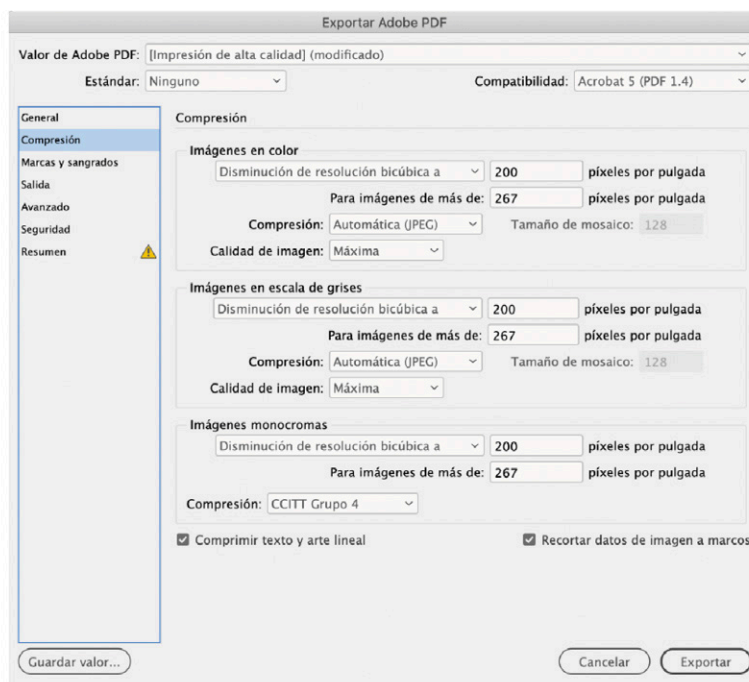 Exportar Adobe PDF
Valor de Adobe PDF: [Impresión de alta calidad] (modificado)
Estándar: Ninguno Compatibilidad: Acrobat 5 (PDF 1.4)
General
Compresión
Marcas y sangrados
Salida
Avanzado
Seguridad
Resumen
Compresión
Imágenes en color
Disminución de resolución bicúbica a 200 píxeles por pulgada
Para imágenes de más de: 267 píxeles por pulgada
Compresión: Automática (JPEG) Tamaño de mosaico: 128
Calidad de imagen: Máxima
Imágenes en escala de grises
Disminución de resolución bicúbica a 200 píxeles por pulgada
Para imágenes de más de: 267 píxeles por pulgada
Compresión: Automática (JPEG) Tamaño de mosaico: 128
Calidad de imagen: Máxima
Imágenes monocromas
Disminución de resolución bicúbica a 200 píxeles por pulgada
Para imágenes de más de: 267 píxeles por pulgada
Compresión: CCITT Grupo 4
Comprimir texto y arte lineal Recortar datos de imagen a marcos
Guardar valor... Cancelar Exportar